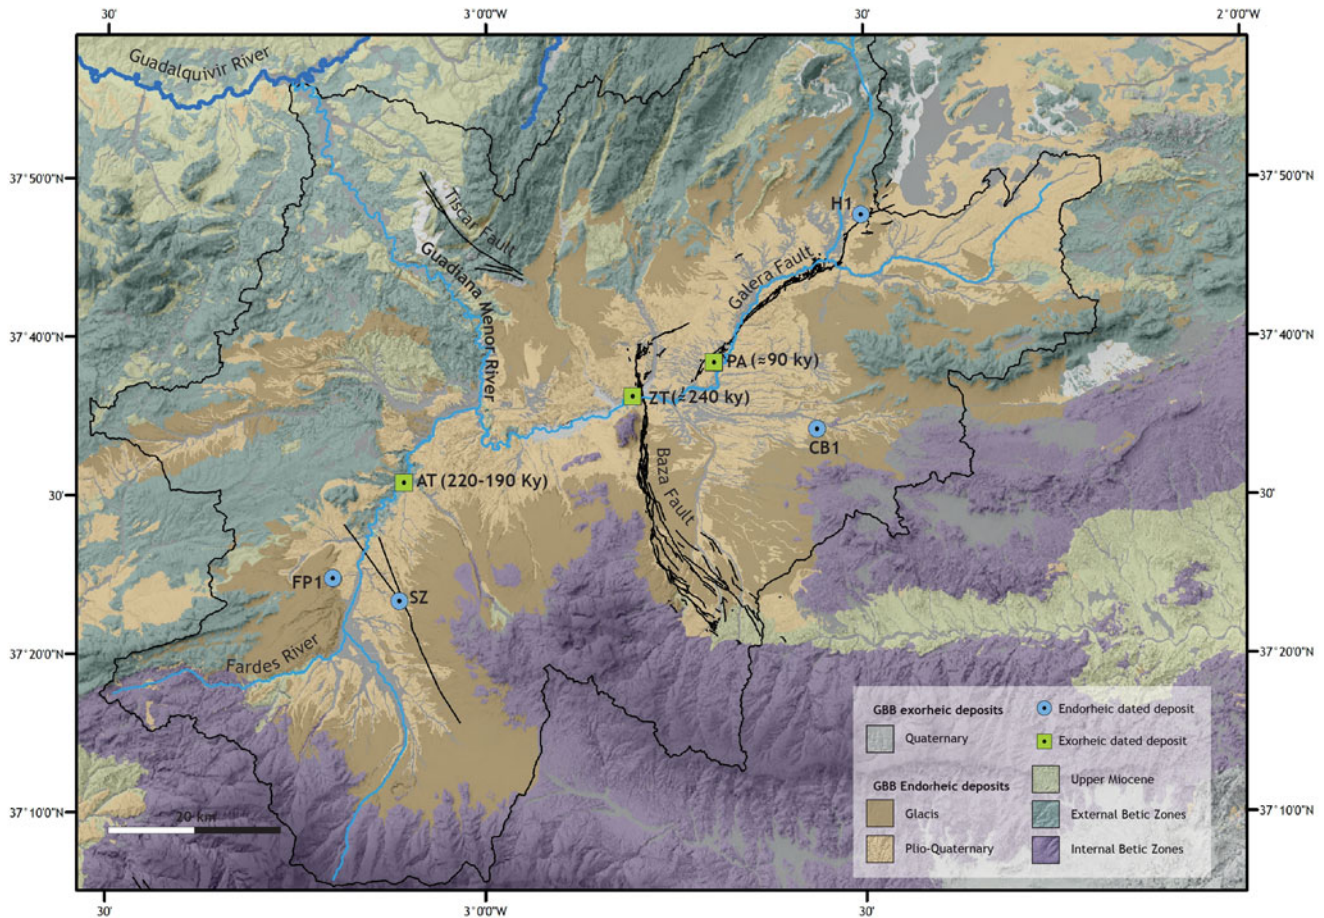 30'
3°0'0"W
30'
2°0'0"W
Guadalquivir River
37°50'0"N
37°50'0"N
Tiscar Fault
H1
Guadiana Menor River
Galera Fault
37°40'0"N
37°40'0"N
PA (≈90 ky)
ZT (≈240 ky)
CB1
Baza Fault
AT (220-190 Ky)
30'
30'
FP1
SZ
Fardes River
37°20'0"N
37°20'0"N
GBB exorheic deposits
Quaternary
Endorheic dated deposit
Exorheic dated deposit
GBB Endorheic deposits
Glacis
Plio-Quaternary
Upper Miocene
External Betic Zones
Internal Betic Zones
37°10'0"N
37°10'0"N
20 km
30'
3°0'0"W
30'